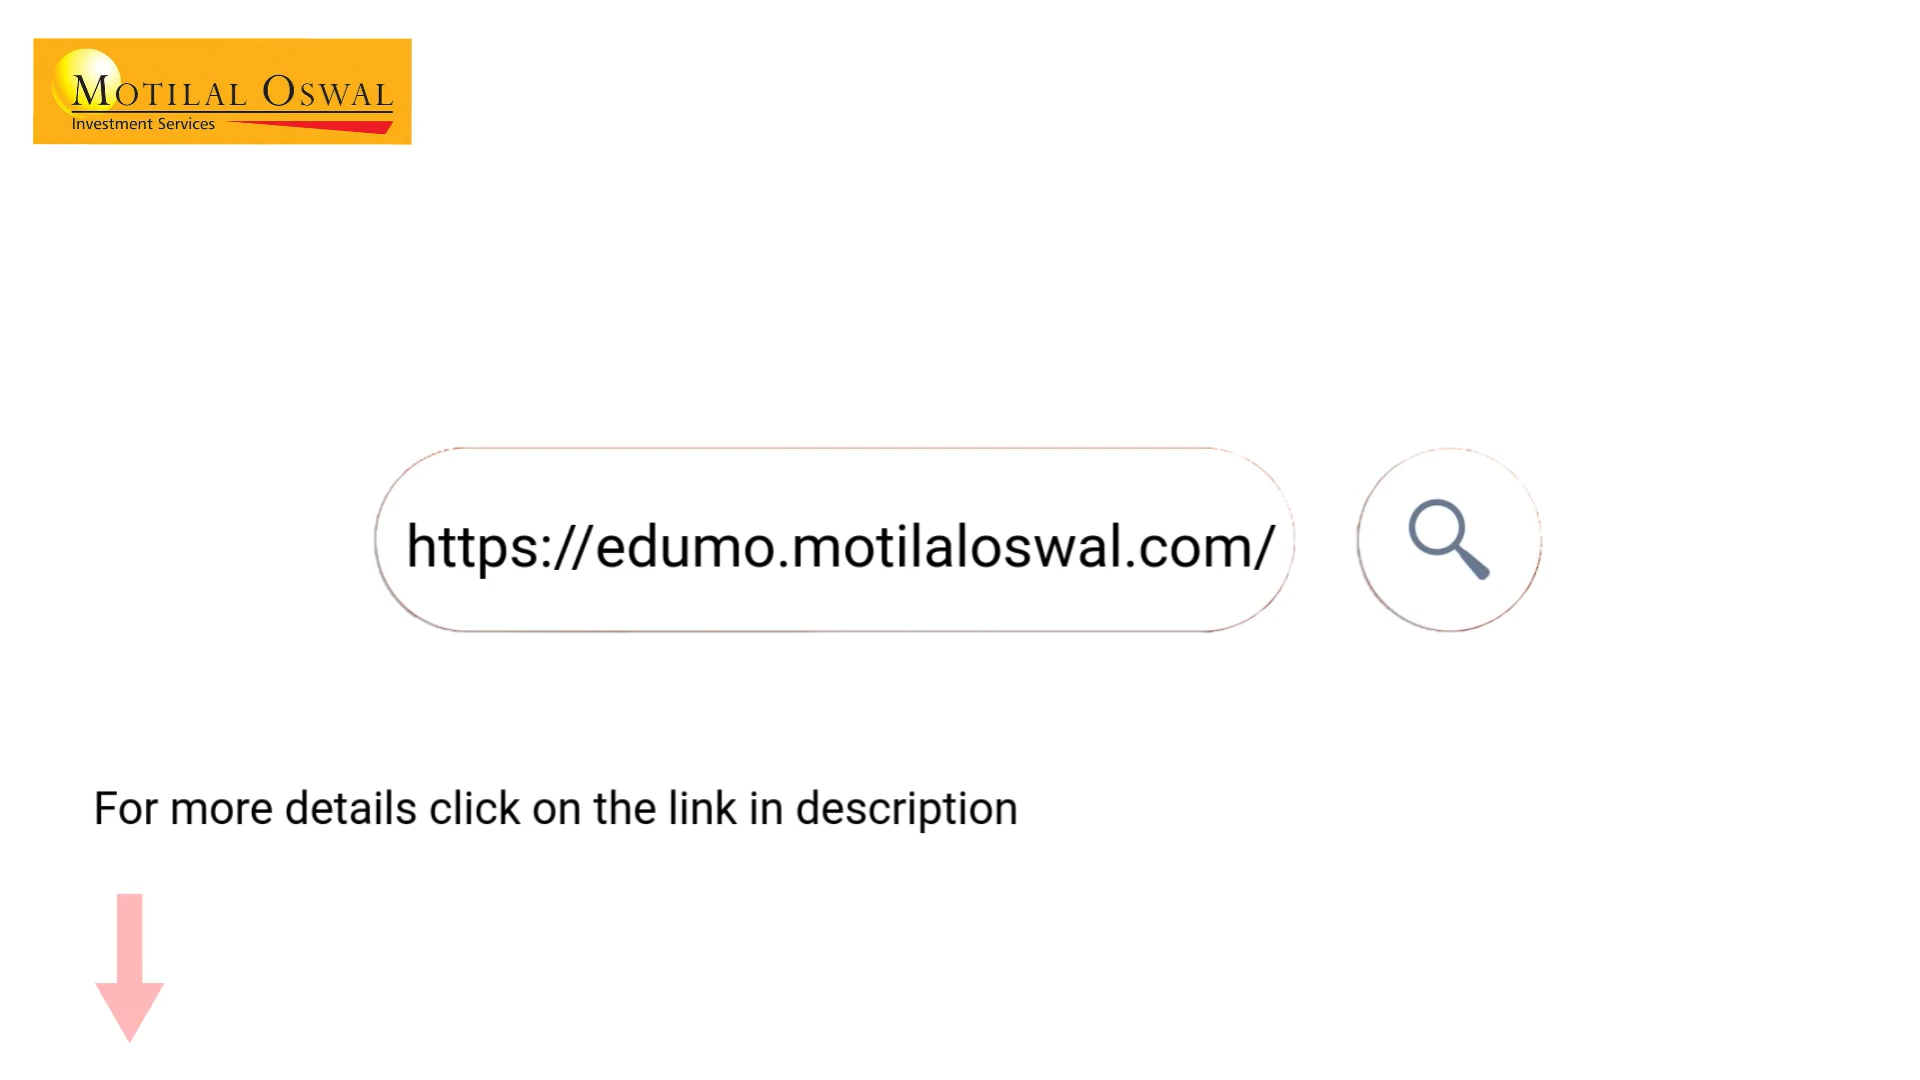 MOTILAL OSWAL
Investment Services
https://edumo.motilaloswal.com/
For more details click on the link in description